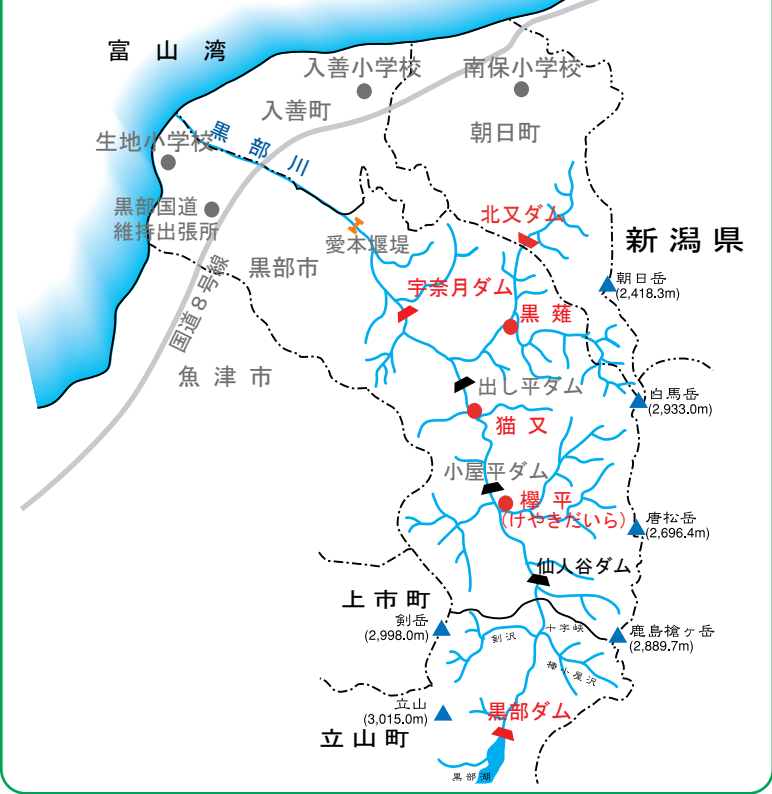 富山湾
入善小学校
南保小学校
入善町
朝日町
生地小学校
黒部川
黒部国道
維持出張所
北又ダム
新潟県
愛本堰堤
黒部市
国道8号線
朝日岳
(2,418.3m)
宇奈月ダム
黒薙
魚津市
出し平ダム
白馬岳
(2,933.0m)
猫又
小屋平ダム
欅平
(けやきだいら)
唐松岳
(2,696.4m)
仙人谷ダム
上市町
剣岳
(2,998.0m)
十字峡
剣沢
鹿島槍ヶ岳
(2,889.7m)
棒小屋沢
立山
(3,015.0m)
黒部ダム
立山町
黒部湖